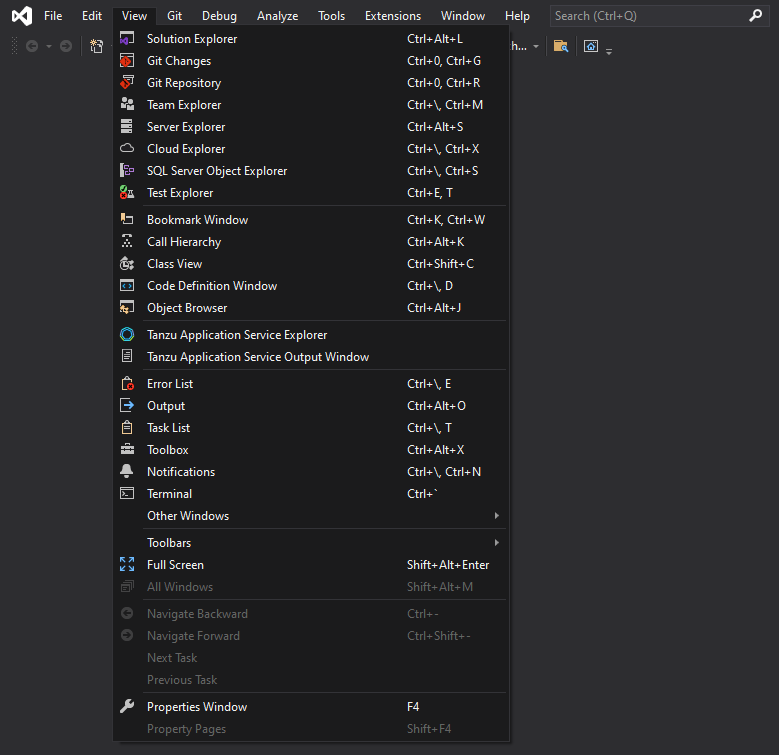 File Edit View Git Debug Analyze Tools Extensions Window Help Search (Ctrl+Q)
h...
Solution Explorer Ctrl+Alt+L
Git Changes Ctrl+0, Ctrl+G
Git Repository Ctrl+0, Ctrl+R
Team Explorer Ctrl+\, Ctrl+M
Server Explorer Ctrl+Alt+S
Cloud Explorer Ctrl+\, Ctrl+X
SQL Server Object Explorer Ctrl+\, Ctrl+S
Test Explorer Ctrl+E, T
Bookmark Window Ctrl+K, Ctrl+W
Call Hierarchy Ctrl+Alt+K
Class View Ctrl+Shift+C
Code Definition Window Ctrl+\, D
Object Browser Ctrl+Alt+J
Tanzu Application Service Explorer
Tanzu Application Service Output Window
Error List Ctrl+\, E
Output Ctrl+Alt+O
Task List Ctrl+\, T
Toolbox Ctrl+Alt+X
Notifications Ctrl+\, Ctrl+N
Terminal Ctrl+`
Other Windows
Toolbars
Full Screen Shift+Alt+Enter
All Windows Shift+Alt+M
Navigate Backward Ctrl+-
Navigate Forward Ctrl+Shift+-
Next Task
Previous Task
Properties Window F4
Property Pages Shift+F4